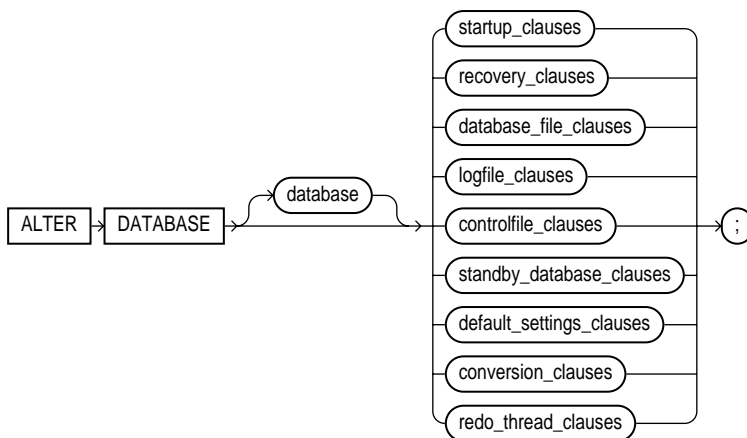 startup_clauses
recovery_clauses
database_file_clauses
logfile_clauses
database
ALTER DATABASE controlfile_clauses ;
standby_database_clauses
default_settings_clauses
conversion_clauses
redo_thread_clauses